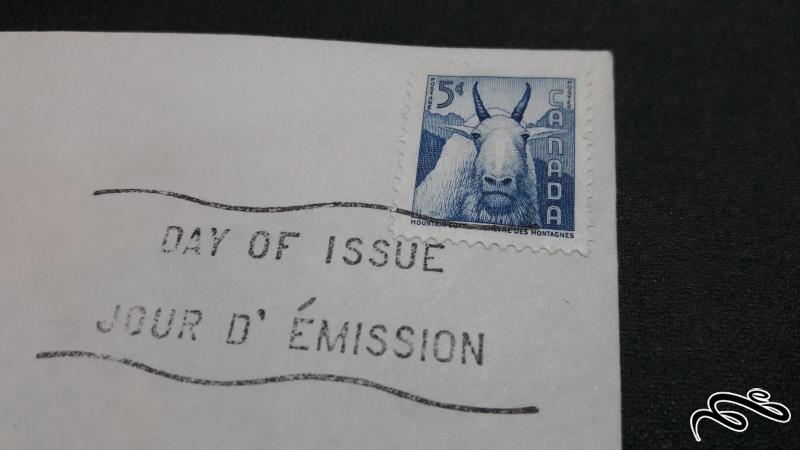 POSTAGE
5¢
POSTES
CANADA
MOUNTAIN GOAT CHÈVRE DES MONTAGNES
DAY OF ISSUE
JOUR D' ÉMISSION